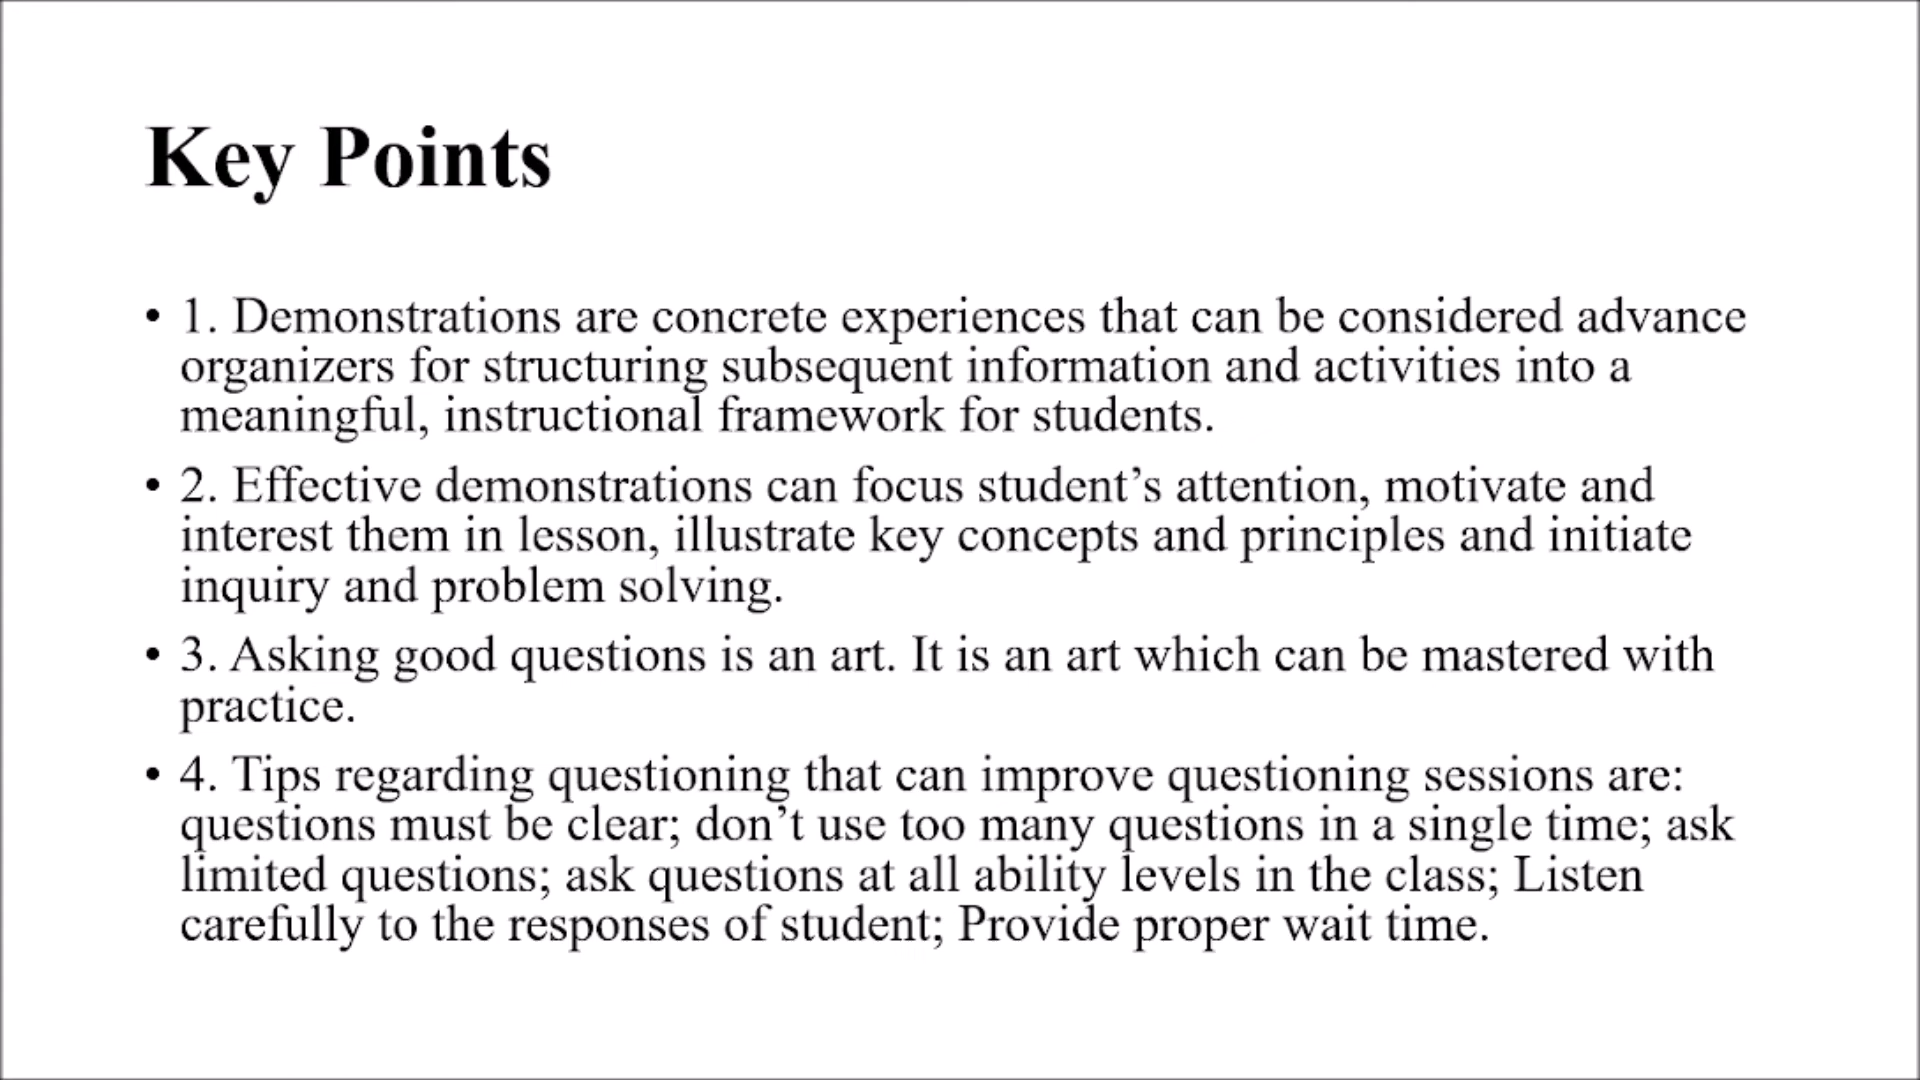 Key Points
• 1. Demonstrations are concrete experiences that can be considered advance
organizers for structuring subsequent information and activities into a
meaningful, instructional framework for students.
• 2. Effective demonstrations can focus student’s attention, motivate and
interest them in lesson, illustrate key concepts and principles and initiate
inquiry and problem solving.
• 3. Asking good questions is an art. It is an art which can be mastered with
practice.
• 4. Tips regarding questioning that can improve questioning sessions are:
questions must be clear; don’t use too many questions in a single time; ask
limited questions; ask questions at all ability levels in the class; Listen
carefully to the responses of student; Provide proper wait time.